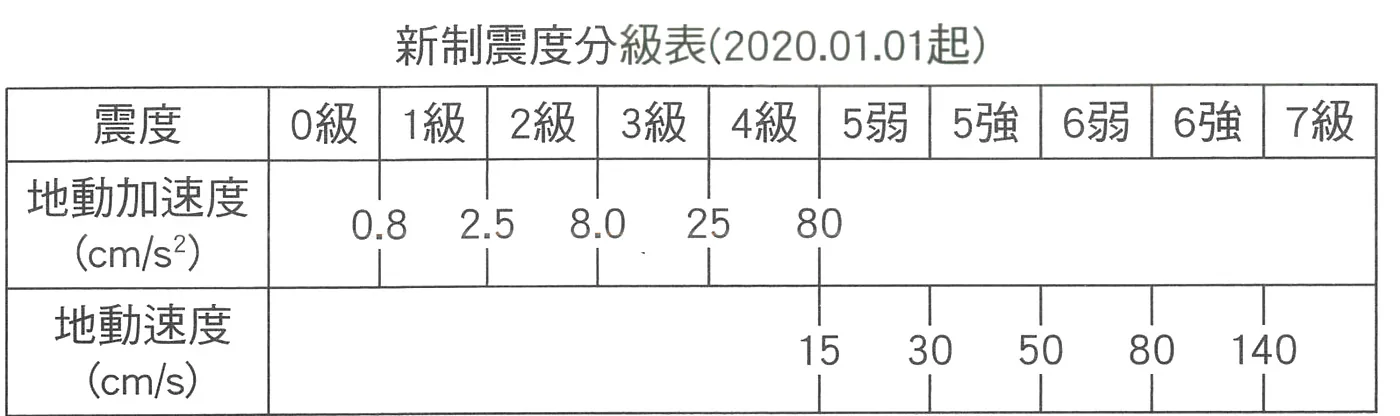 新制震度分級表(2020.01.01起)
震度 0級 1級 2級 3級 4級 5弱 5強 6弱 6強 7級
地動加速度
(cm/s²) 0.8 2.5 8.0 25 80
地動速度
(cm/s) 15 30 50 80 140